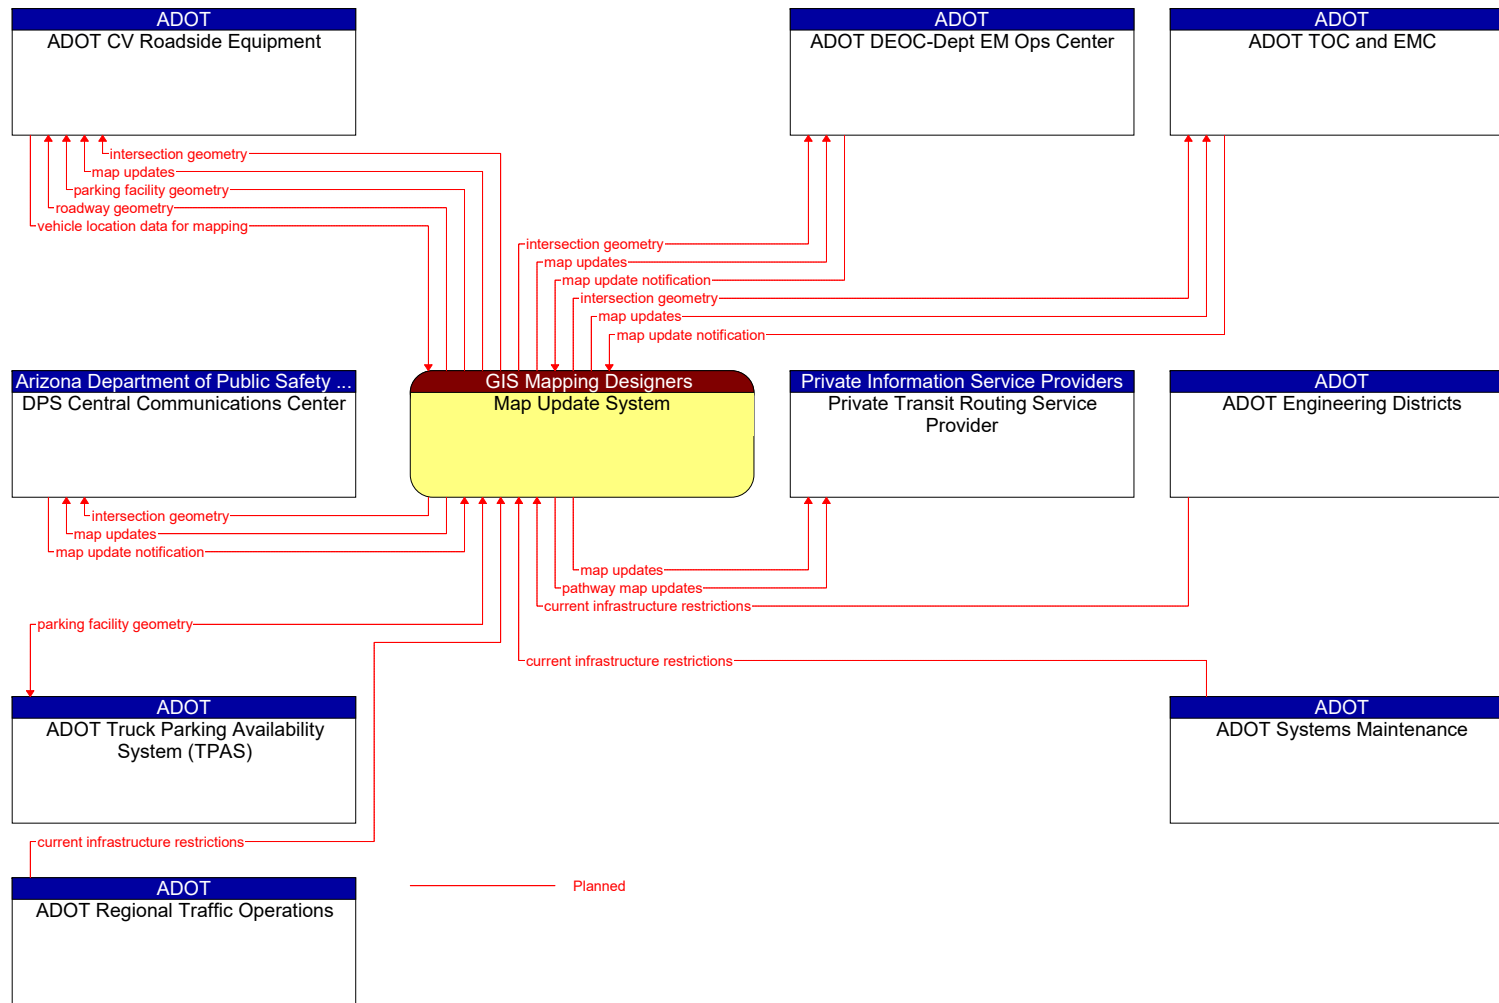 ADOT
ADOT CV Roadside Equipment
ADOT
ADOT DEOC-Dept EM Ops Center
ADOT
ADOT TOC and EMC
intersection geometry
map updates
parking facility geometry
roadway geometry
vehicle location data for mapping
intersection geometry
map updates
map update notification
intersection geometry
map updates
map update notification
Arizona Department of Public Safety ...
DPS Central Communications Center
GIS Mapping Designers
Map Update System
Private Information Service Providers
Private Transit Routing Service
Provider
ADOT
ADOT Engineering Districts
intersection geometry
map updates
map update notification
map updates
pathway map updates
current infrastructure restrictions
parking facility geometry
current infrastructure restrictions
ADOT
ADOT Truck Parking Availability
System (TPAS)
ADOT
ADOT Systems Maintenance
current infrastructure restrictions
ADOT
ADOT Regional Traffic Operations
Planned